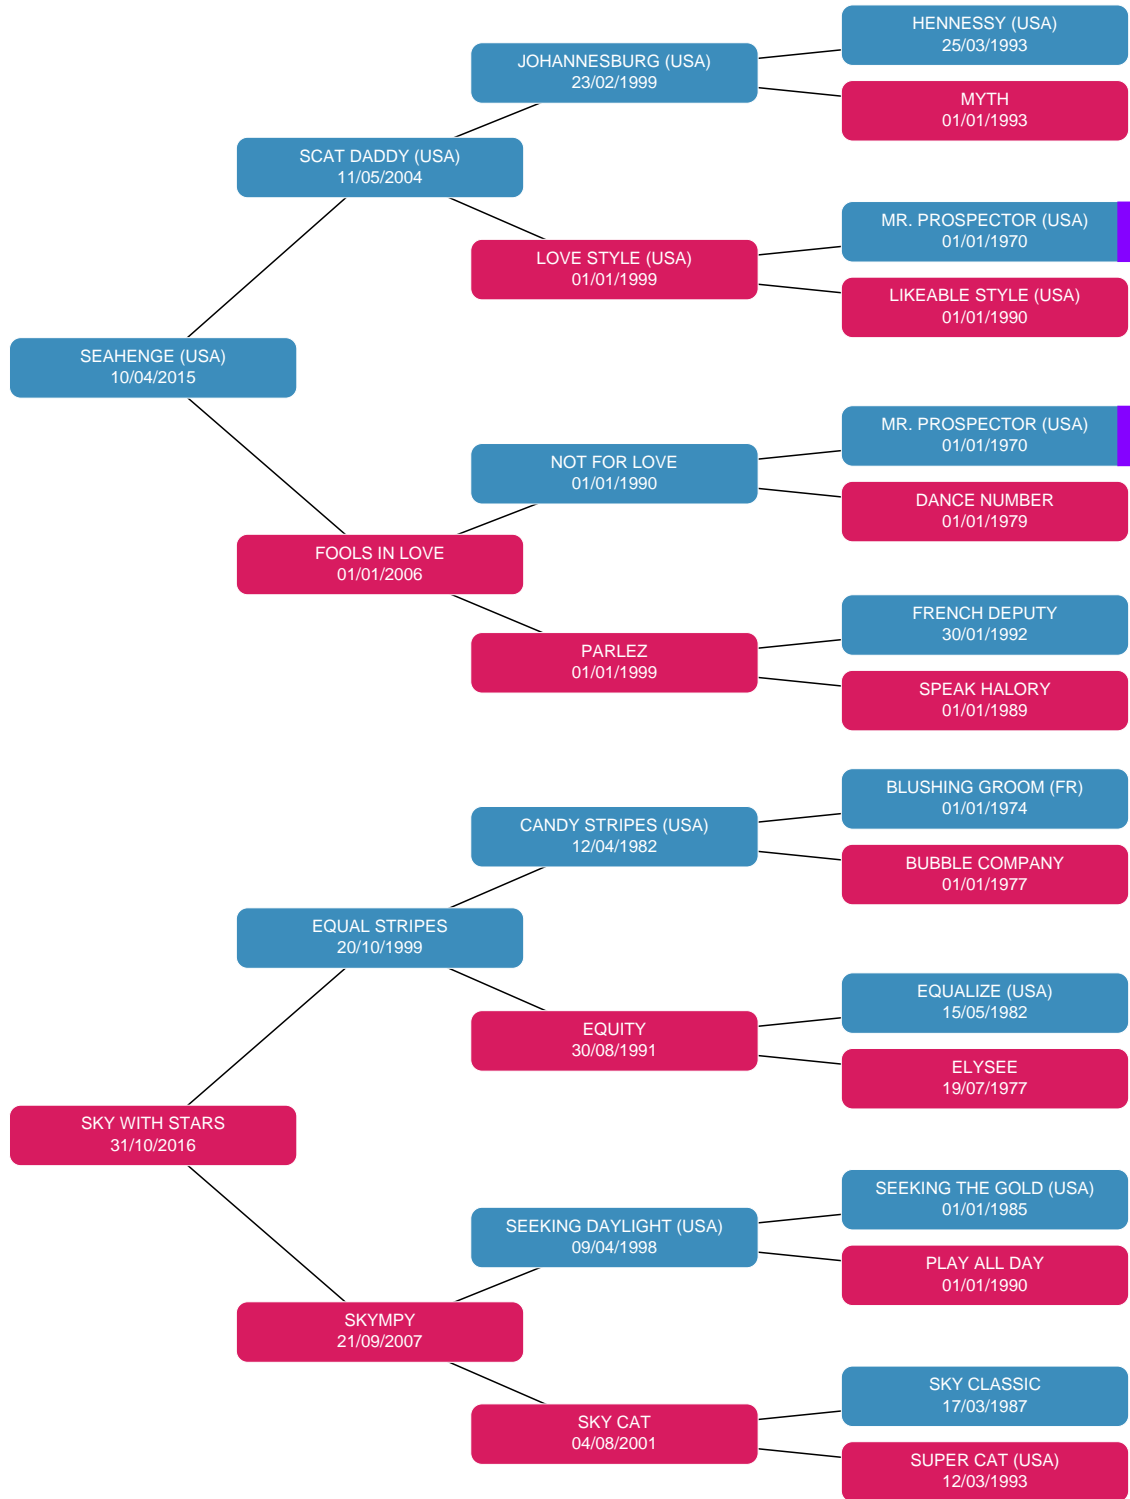 HENNESSY (USA)
25/03/1993
JOHANNESBURG (USA)
23/02/1999
MYTH
01/01/1993
SCAT DADDY (USA)
11/05/2004
MR. PROSPECTOR (USA)
01/01/1970
LOVE STYLE (USA)
01/01/1999
LIKEABLE STYLE (USA)
01/01/1990
SEAHENGE (USA)
10/04/2015
MR. PROSPECTOR (USA)
01/01/1970
NOT FOR LOVE
01/01/1990
DANCE NUMBER
01/01/1979
FOOLS IN LOVE
01/01/2006
FRENCH DEPUTY
30/01/1992
PARLEZ
01/01/1999
SPEAK HALORY
01/01/1989
BLUSHING GROOM (FR)
01/01/1974
CANDY STRIPES (USA)
12/04/1982
BUBBLE COMPANY
01/01/1977
EQUAL STRIPES
20/10/1999
EQUALIZE (USA)
15/05/1982
EQUITY
30/08/1991
ELYSEE
19/07/1977
SKY WITH STARS
31/10/2016
SEEKING THE GOLD (USA)
01/01/1985
SEEKING DAYLIGHT (USA)
09/04/1998
PLAY ALL DAY
01/01/1990
SKYMPY
21/09/2007
SKY CLASSIC
17/03/1987
SKY CAT
04/08/2001
SUPER CAT (USA)
12/03/1993